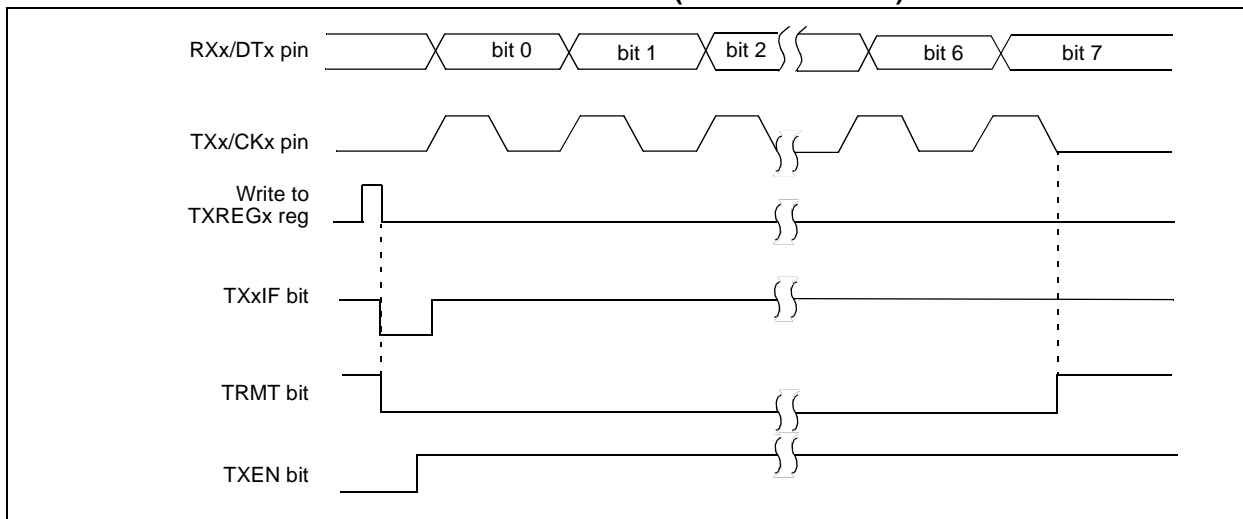 RXx/DTx pin
bit 0 bit 1 bit 2 bit 6 bit 7
TXx/CKx pin
Write to
TXREGx reg
TXxIF bit
TRMT bit
TXEN bit